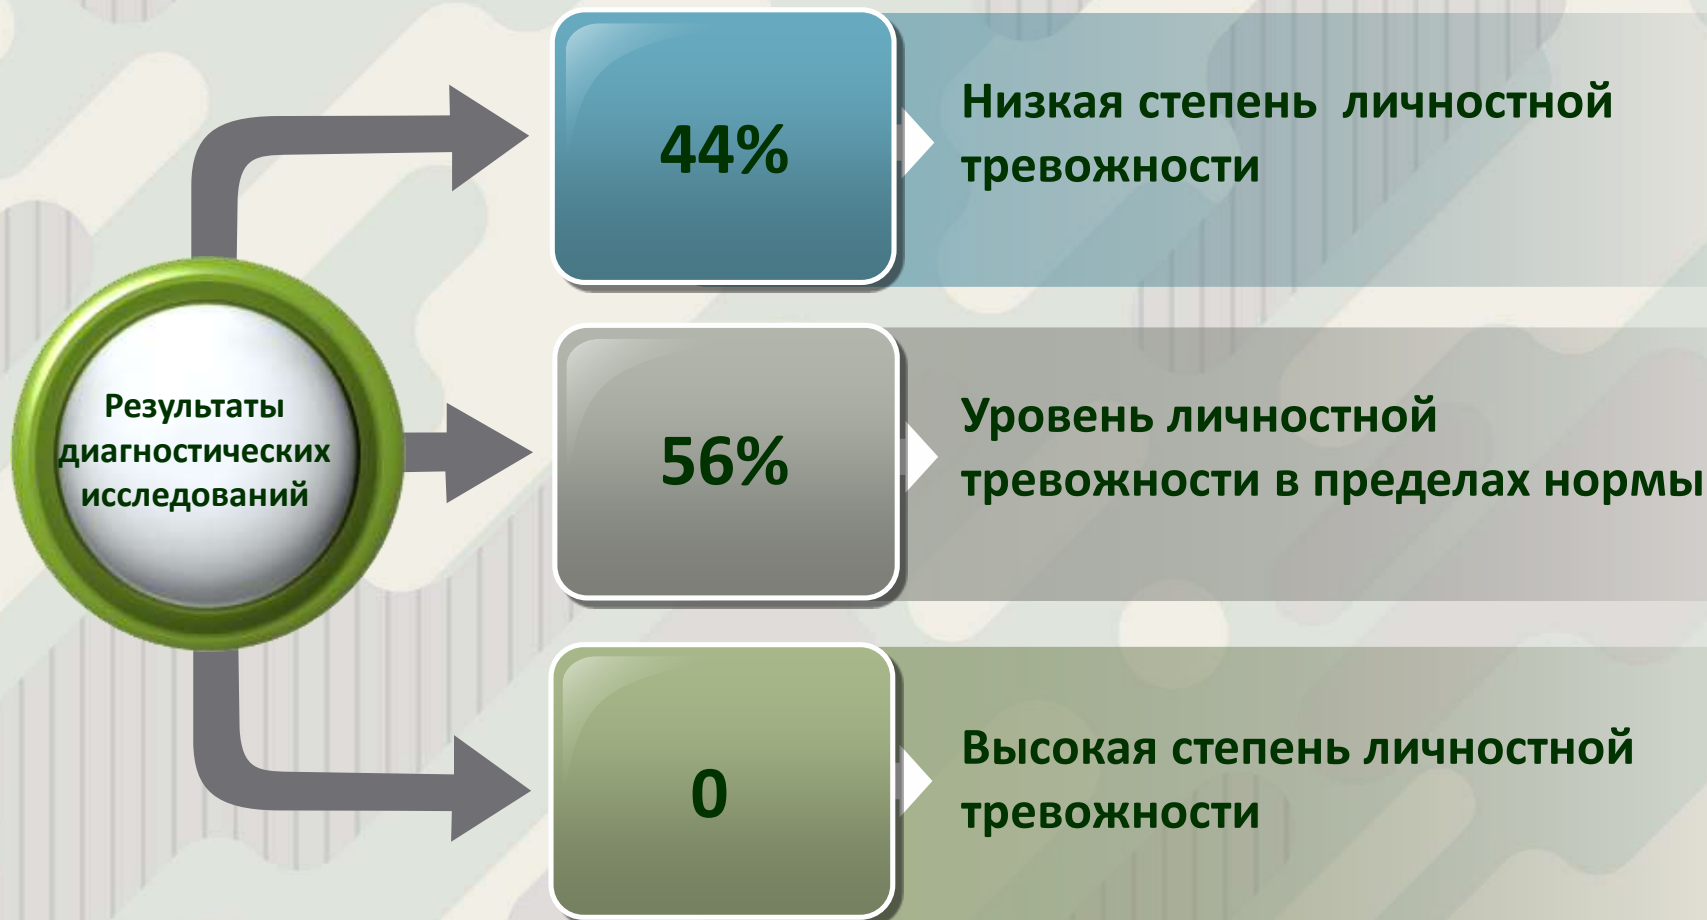 Результаты
диагностических
исследований
44%
Низкая степень личностной
тревожности
56%
Уровень личностной
тревожности в пределах нормы
0
Высокая степень личностной
тревожности